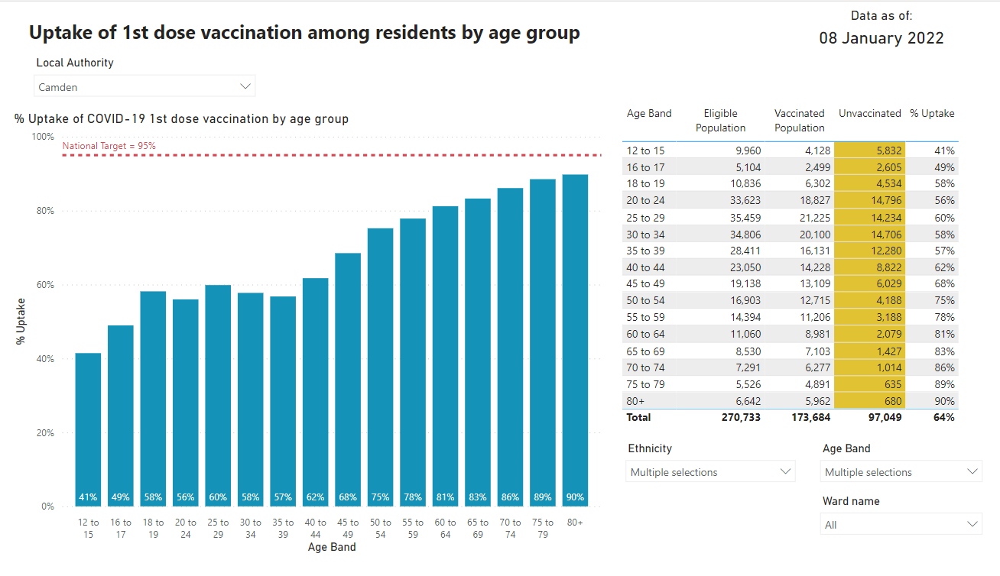 Data as of:
Uptake of 1st dose vaccination among residents by age group
08 January 2022
Local Authority
Camden
% Uptake of COVID-19 1st dose vaccination by age group
100%
National Target = 95%
80%
60%
40%
20%
0%
% Uptake
41% 49% 58% 56% 60% 58% 57% 62% 68% 75% 78% 81% 83% 86% 89% 90%
12 to 16 to 18 to 20 to 25 to 30 to 35 to 40 to 45 to 50 to 55 to 60 to 65 to 70 to 75 to 80+
15 17 19 24 29 34 39 44 49 54 59 64 69 74 79
Age Band
Age Band Eligible Vaccinated Unvaccinated % Uptake
Population Population
12 to 15 9,960 4,128 5,832 41%
16 to 17 5,104 2,499 2,605 49%
18 to 19 10,836 6,302 4,534 58%
20 to 24 33,623 18,827 14,796 56%
25 to 29 35,459 21,225 14,234 60%
30 to 34 34,806 20,100 14,706 58%
35 to 39 28,411 16,131 12,280 57%
40 to 44 23,050 14,228 8,822 62%
45 to 49 19,138 13,109 6,029 68%
50 to 54 16,903 12,715 4,188 75%
55 to 59 14,394 11,206 3,188 78%
60 to 64 11,060 8,981 2,079 81%
65 to 69 8,530 7,103 1,427 83%
70 to 74 7,291 6,277 1,014 86%
75 to 79 5,526 4,891 635 89%
80+ 6,642 5,962 680 90%
Total 270,733 173,684 97,049 64%
Ethnicity Age Band
Multiple selections Multiple selections
Ward name
All